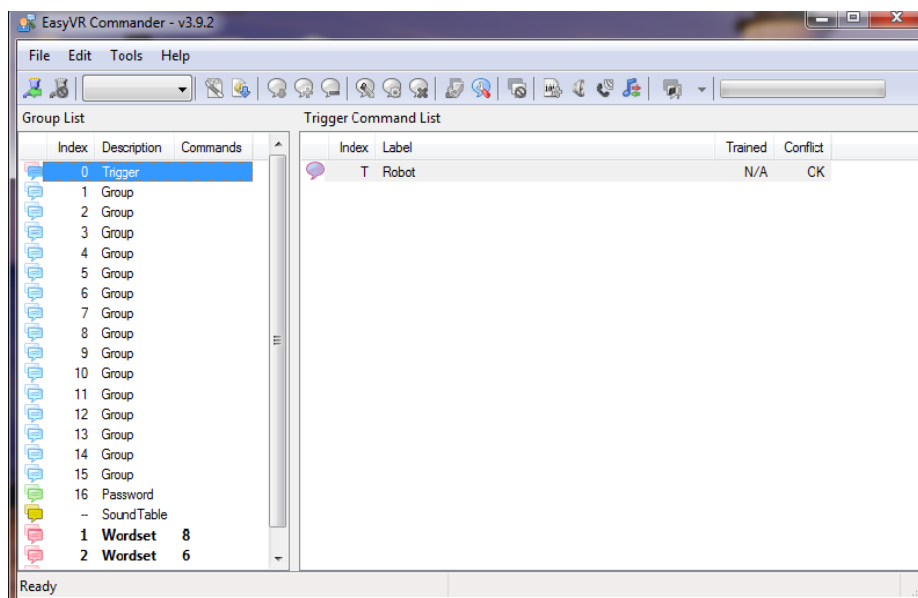 EasyVR Commander - v3.9.2
File Edit Tools Help
Group List
Index Description Commands
0 Trigger
1 Group
2 Group
3 Group
4 Group
5 Group
6 Group
7 Group
8 Group
9 Group
10 Group
11 Group
12 Group
13 Group
14 Group
15 Group
16 Password
-- SoundTable
1 Wordset 8
2 Wordset 6
Trigger Command List
Index Label Trained Conflict
T Robot N/A OK
Ready